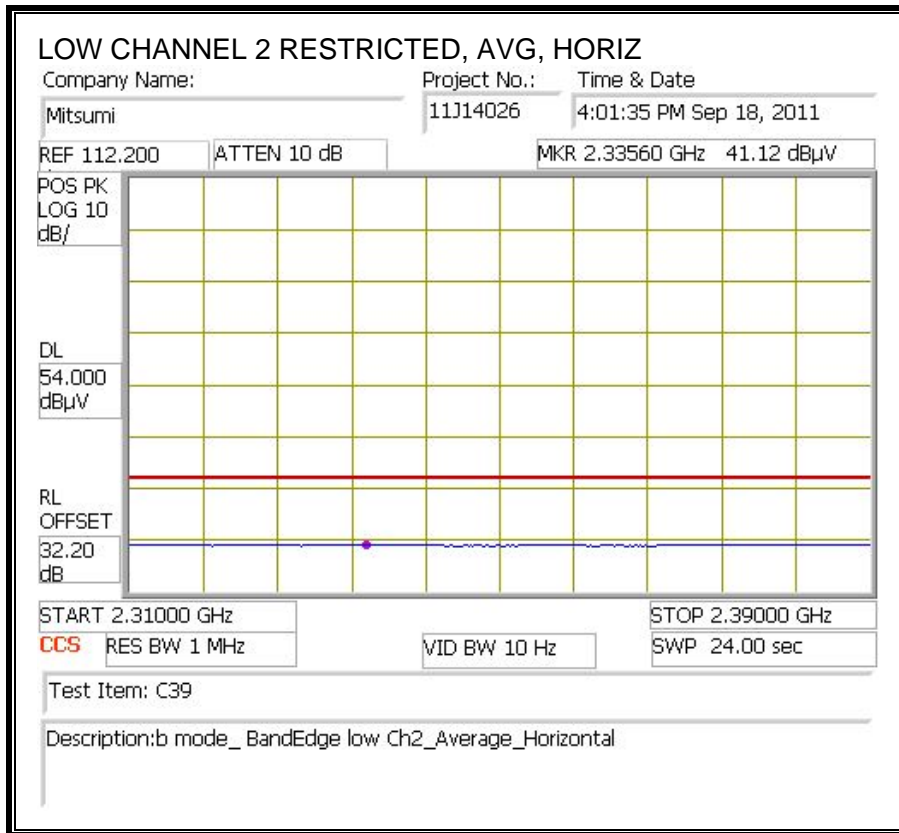 LOW CHANNEL 2 RESTRICTED, AVG, HORIZ
Company Name: Project No.: Time & Date
Mitsumi 11J14026 4:01:35 PM Sep 18, 2011
REF 112.200 ATTEN 10 dB MKR 2.33560 GHz 41.12 dBµV
POS PK
LOG 10
dB/
DL
54.000
dBµV
RL
OFFSET
32.20
dB
START 2.31000 GHz STOP 2.39000 GHz
CCS RES BW 1 MHz VID BW 10 Hz SWP 24.00 sec
Test Item: C39
Description:b mode_ BandEdge low Ch2_Average_Horizontal